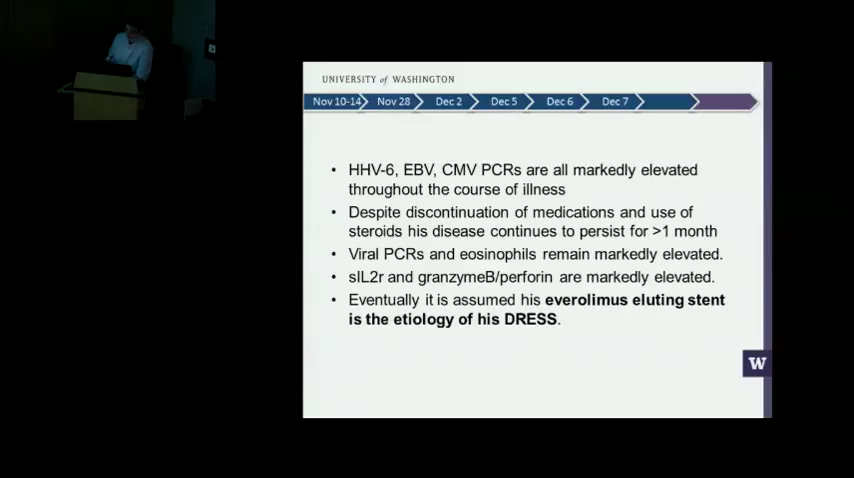 UNIVERSITY of WASHINGTON
Nov 10-14 Nov 28 Dec 2 Dec 5 Dec 6 Dec 7
• HHV-6, EBV, CMV PCRs are all markedly elevated
throughout the course of illness
• Despite discontinuation of medications and use of
steroids his disease continues to persist for >1 month
• Viral PCRs and eosinophils remain markedly elevated.
• sIL2r and granzymeB/perforin are markedly elevated.
• Eventually it is assumed his everolimus eluting stent
is the etiology of his DRESS.
W